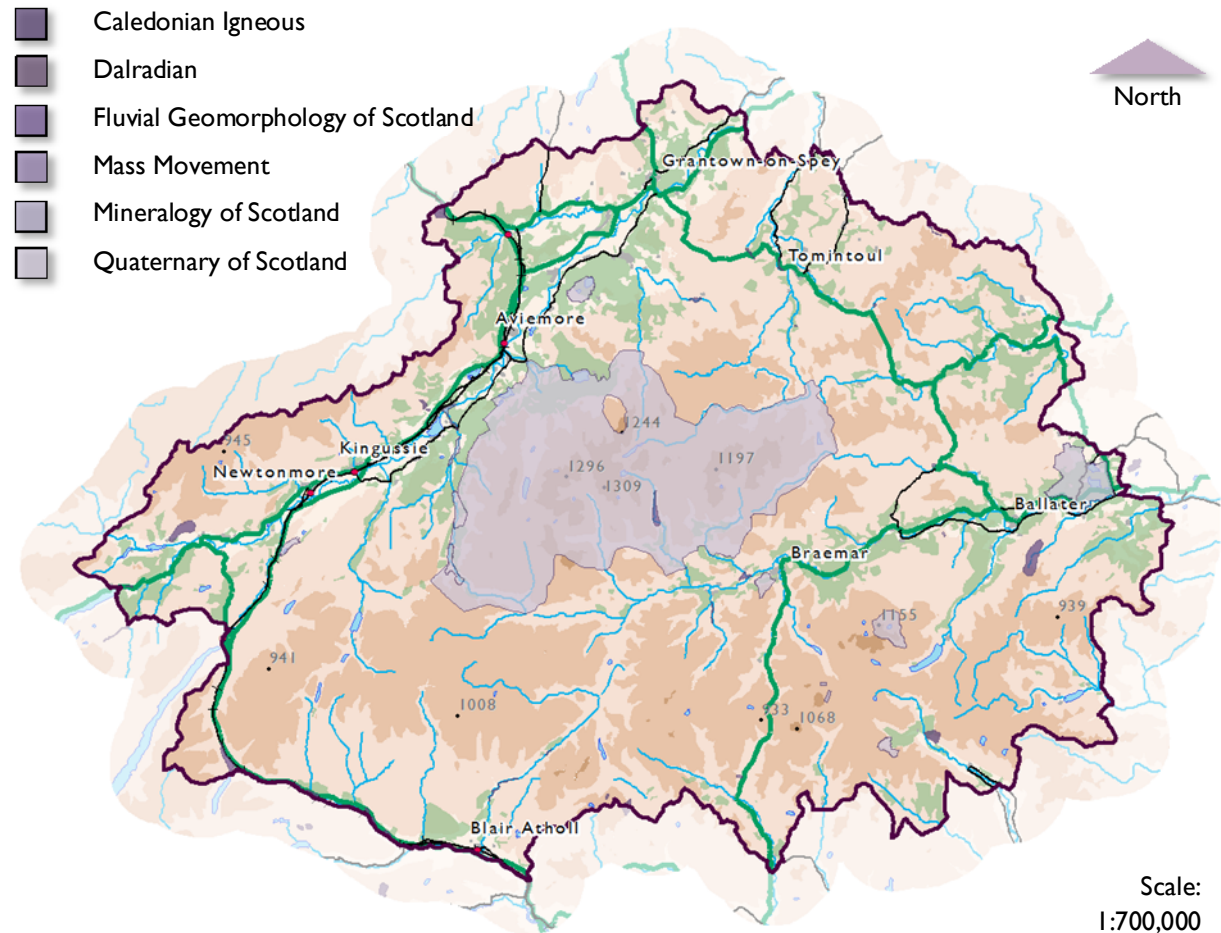 Caledonian Igneous
Dalradian
Fluvial Geomorphology of Scotland
Mass Movement
Mineralogy of Scotland
Quaternary of Scotland
North
Grantown-on-Spey
Tomintoul
Aviemore
1244
945
Kingussie
1296
1197
Newtonmore
1309
Ballater
Braemar
1155
939
941
1008
933
1068
Blair Atholl
Scale:
1:700,000